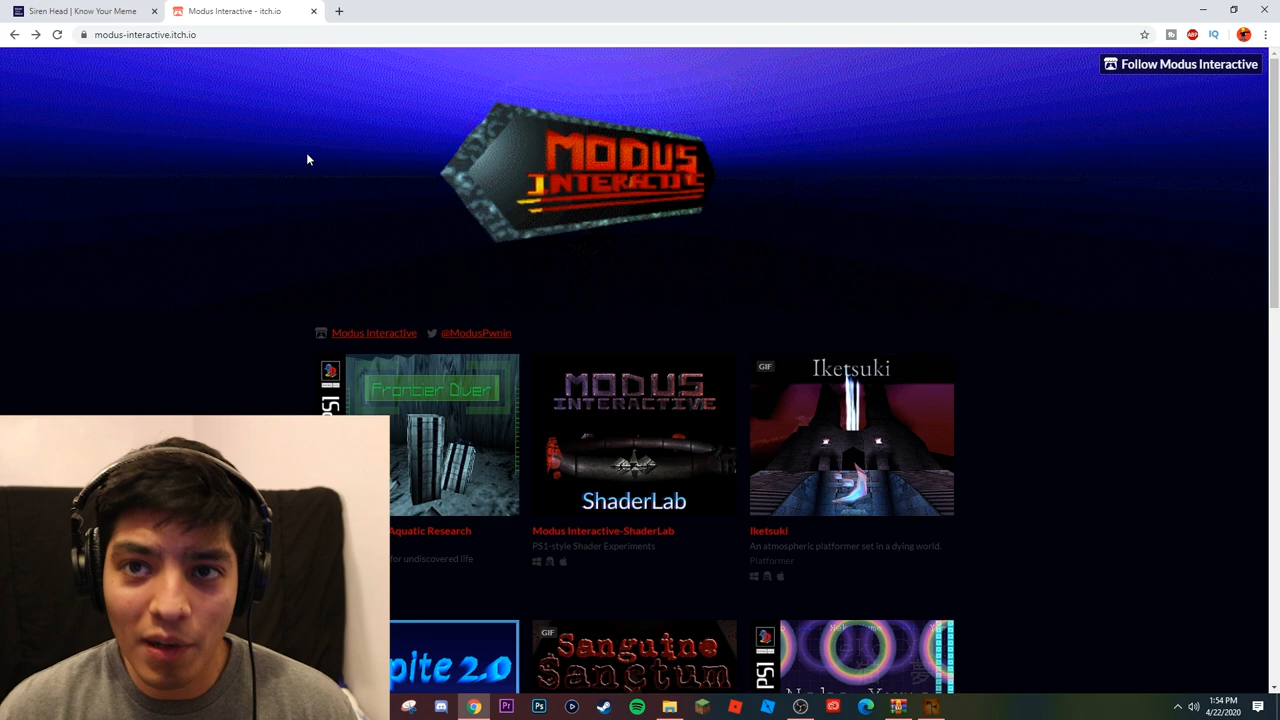 Siren Head | Know Your Meme
Modus Interactive - itch.io
modus-interactive.itch.io
Follow Modus Interactive
MODUS
INTERACTIVE
Modus Interactive
@ModusPwnin
PS1
Frontier Diver
MODUS
INTERACTIVE
ShaderLab
GIF
Iketsuki
Aquatic Research
for undiscovered life
Modus Interactive-ShaderLab
PS1-style Shader Experiments
Iketsuki
An atmospheric platformer set in a dying world.
Platformer
pite 2.0
GIF
Sanguine
Sanctum
PS1
1:54 PM
4/22/2020